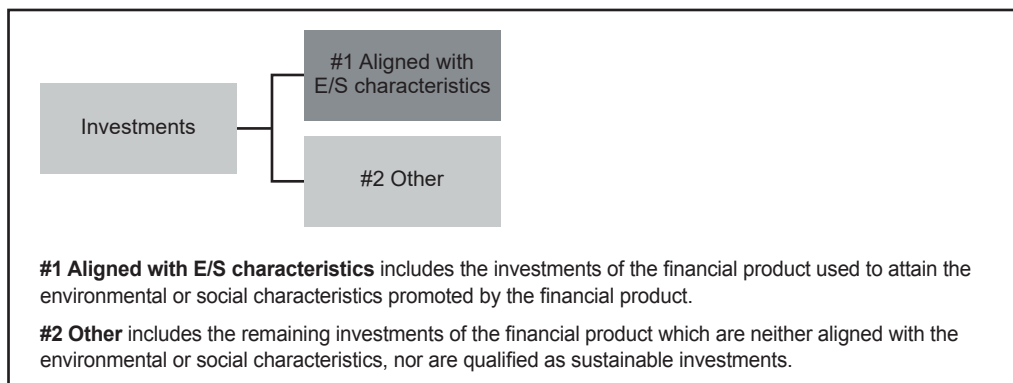 #1 Aligned with
E/S characteristics
Investments
#2 Other
#1 Aligned with E/S characteristics includes the investments of the financial product used to attain the
environmental or social characteristics promoted by the financial product.
#2 Other includes the remaining investments of the financial product which are neither aligned with the
environmental or social characteristics, nor are qualified as sustainable investments.